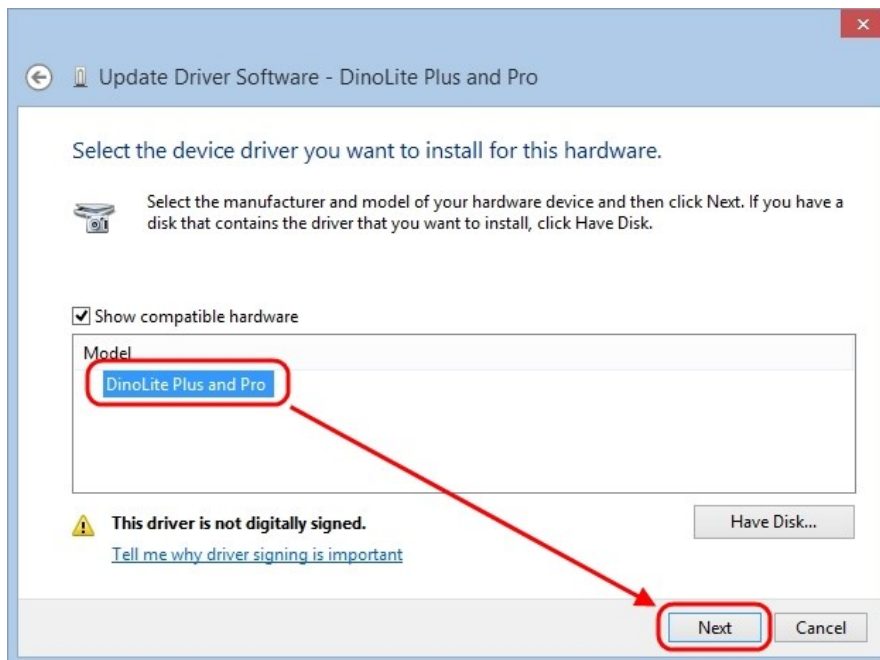 Update Driver Software - DinoLite Plus and Pro
Select the device driver you want to install for this hardware.
Select the manufacturer and model of your hardware device and then click Next. If you have a
disk that contains the driver that you want to install, click Have Disk.
Show compatible hardware
Model
DinoLite Plus and Pro
This driver is not digitally signed.
Have Disk...
Tell me why driver signing is important
Next
Cancel